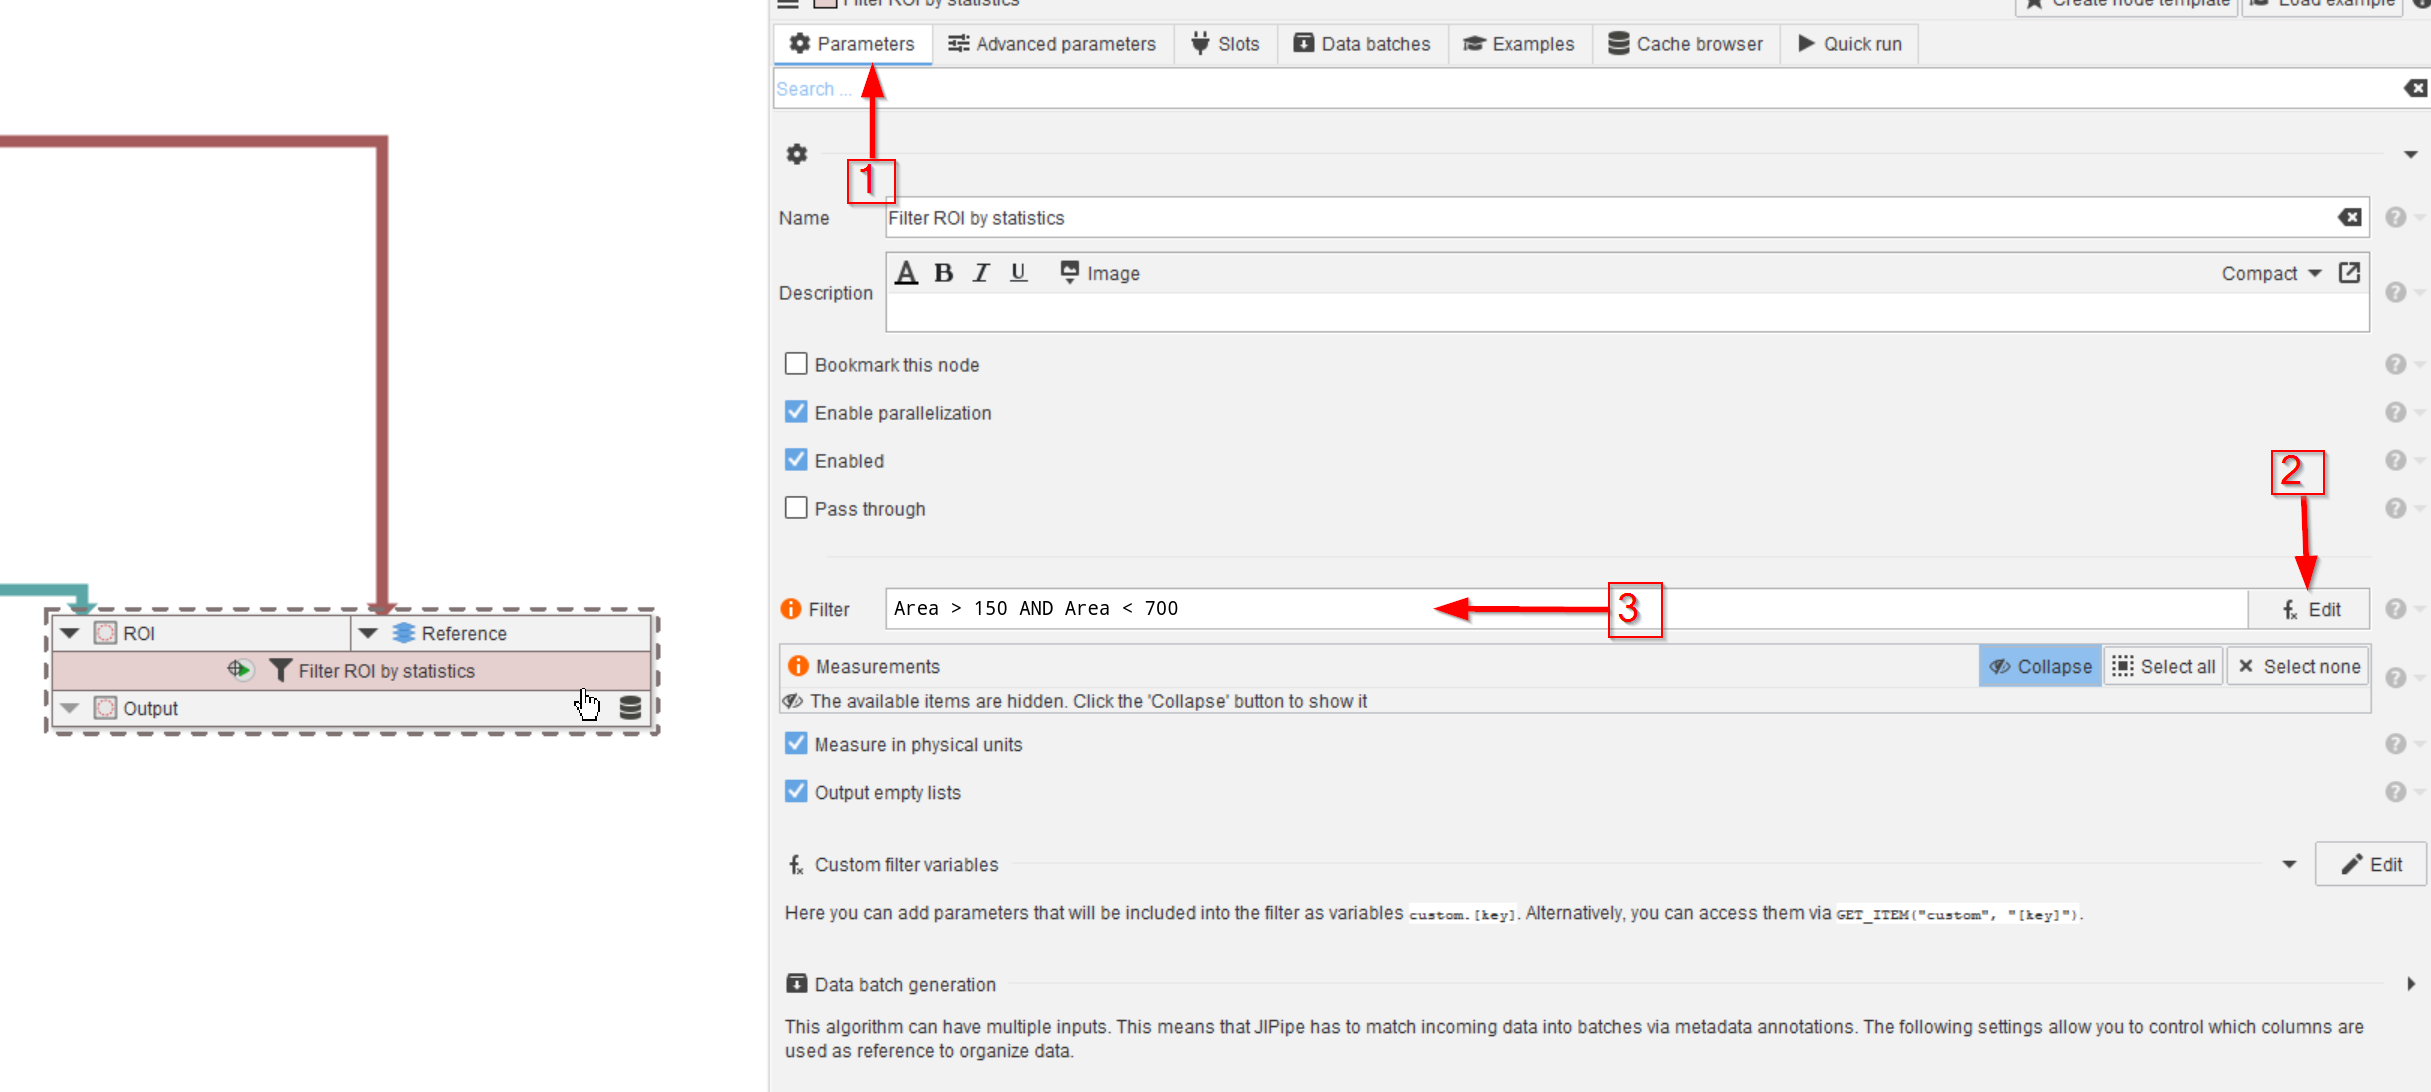 Filter ROI by statistics
Create node template
Load example
Parameters
Advanced parameters
Slots
Data batches
Examples
Cache browser
Quick run
Search ...
1
Name
Filter ROI by statistics
Description
A B I U Image
Compact
Bookmark this node
Enable parallelization
Enabled
Pass through
2
Filter
Area > 150 AND Area < 700
3
fx Edit
ROI
Reference
Filter ROI by statistics
Output
Measurements
Collapse
Select all
Select none
The available items are hidden. Click the 'Collapse' button to show it
Measure in physical units
Output empty lists
fx Custom filter variables
Edit
Here you can add parameters that will be included into the filter as variables custom.[key]. Alternatively, you can access them via GET_ITEM("custom", "[key]").
Data batch generation
This algorithm can have multiple inputs. This means that JIPipe has to match incoming data into batches via metadata annotations. The following settings allow you to control which columns are
used as reference to organize data.